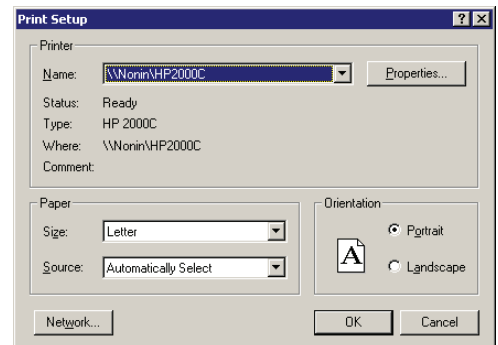 Print Setup
Printer
Name: \\Nonin\HP2000C Properties...
Status: Ready
Type: HP 2000C
Where: \\Nonin\HP2000C
Comment:
Paper
Size: Letter
Source: Automatically Select
Orientation
A
Portrait
Landscape
Network... OK Cancel